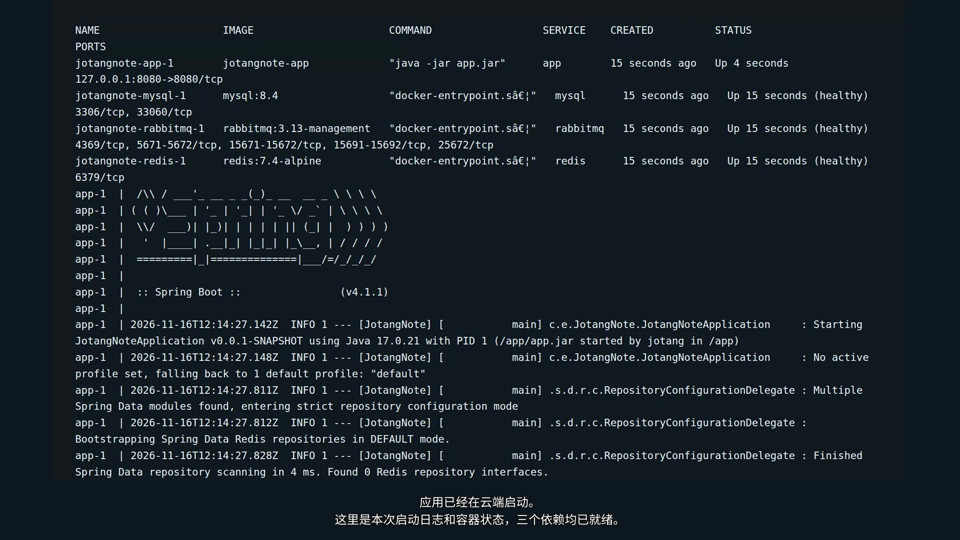 NAME                    IMAGE                      COMMAND                  SERVICE    CREATED          STATUS
PORTS
jotangnote-app-1        jotangnote-app             "java -jar app.jar"      app        15 seconds ago   Up 4 seconds
127.0.0.1:8080->8080/tcp
jotangnote-mysql-1      mysql:8.4                  "docker-entrypoint.sâ€¦"   mysql      15 seconds ago   Up 15 seconds (healthy)
3306/tcp, 33060/tcp
jotangnote-rabbitmq-1   rabbitmq:3.13-management   "docker-entrypoint.sâ€¦"   rabbitmq   15 seconds ago   Up 15 seconds (healthy)
4369/tcp, 5671-5672/tcp, 15671-15672/tcp, 15691-15692/tcp, 25672/tcp
jotangnote-redis-1      redis:7.4-alpine           "docker-entrypoint.sâ€¦"   redis      15 seconds ago   Up 15 seconds (healthy)
6379/tcp
app-1  |  /\\ / ___'_ __ _ _(_)_ __  __ _ \ \ \ \
app-1  | ( ( )\___ | '_ | '_| | '_ \/ _` | \ \ \ \
app-1  |  \\/  ___)| |_)| | | | | || (_| |  ) ) ) )
app-1  |   '  |____| .__|_| |_|_| |_\__, | / / / /
app-1  |  =========|_|==============|___/=/_/_/_/
app-1  |
app-1  |  :: Spring Boot ::                (v4.1.1)
app-1  |
app-1  | 2026-11-16T12:14:27.142Z  INFO 1 --- [JotangNote] [           main] c.e.JotangNote.JotangNoteApplication     : Starting
JotangNoteApplication v0.0.1-SNAPSHOT using Java 17.0.21 with PID 1 (/app/app.jar started by jotang in /app)
app-1  | 2026-11-16T12:14:27.148Z  INFO 1 --- [JotangNote] [           main] c.e.JotangNote.JotangNoteApplication     : No active
profile set, falling back to 1 default profile: "default"
app-1  | 2026-11-16T12:14:27.811Z  INFO 1 --- [JotangNote] [           main] .s.d.r.c.RepositoryConfigurationDelegate : Multiple
Spring Data modules found, entering strict repository configuration mode
app-1  | 2026-11-16T12:14:27.812Z  INFO 1 --- [JotangNote] [           main] .s.d.r.c.RepositoryConfigurationDelegate :
Bootstrapping Spring Data Redis repositories in DEFAULT mode.
app-1  | 2026-11-16T12:14:27.828Z  INFO 1 --- [JotangNote] [           main] .s.d.r.c.RepositoryConfigurationDelegate : Finished
Spring Data repository scanning in 4 ms. Found 0 Redis repository interfaces.
应用已经在云端启动。
这里是本次启动日志和容器状态，三个依赖均已就绪。